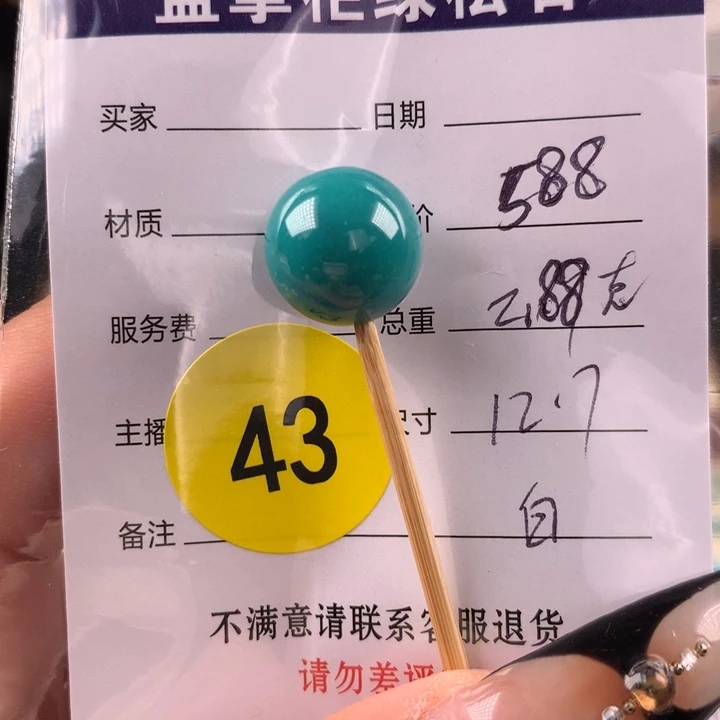 买家 日期
材质 价 588
服务费 总重 2.88克
43
主播 尺寸 12.7
备注 白
不满意请联系客服退货
请勿差评